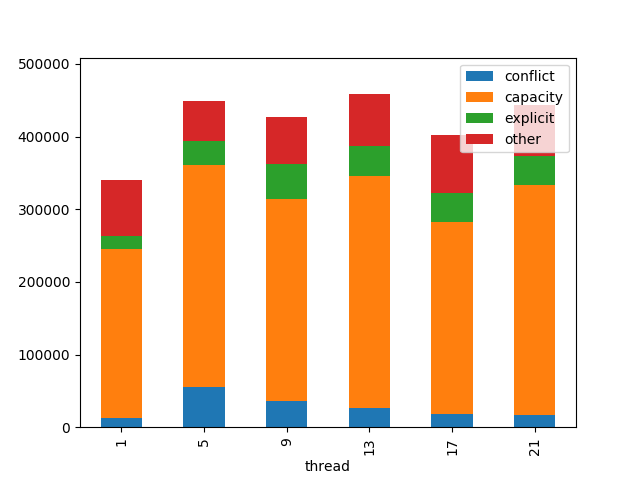 500000
400000
300000
200000
100000
0
conflict
capacity
explicit
other
1 5 9 13 17 21
thread